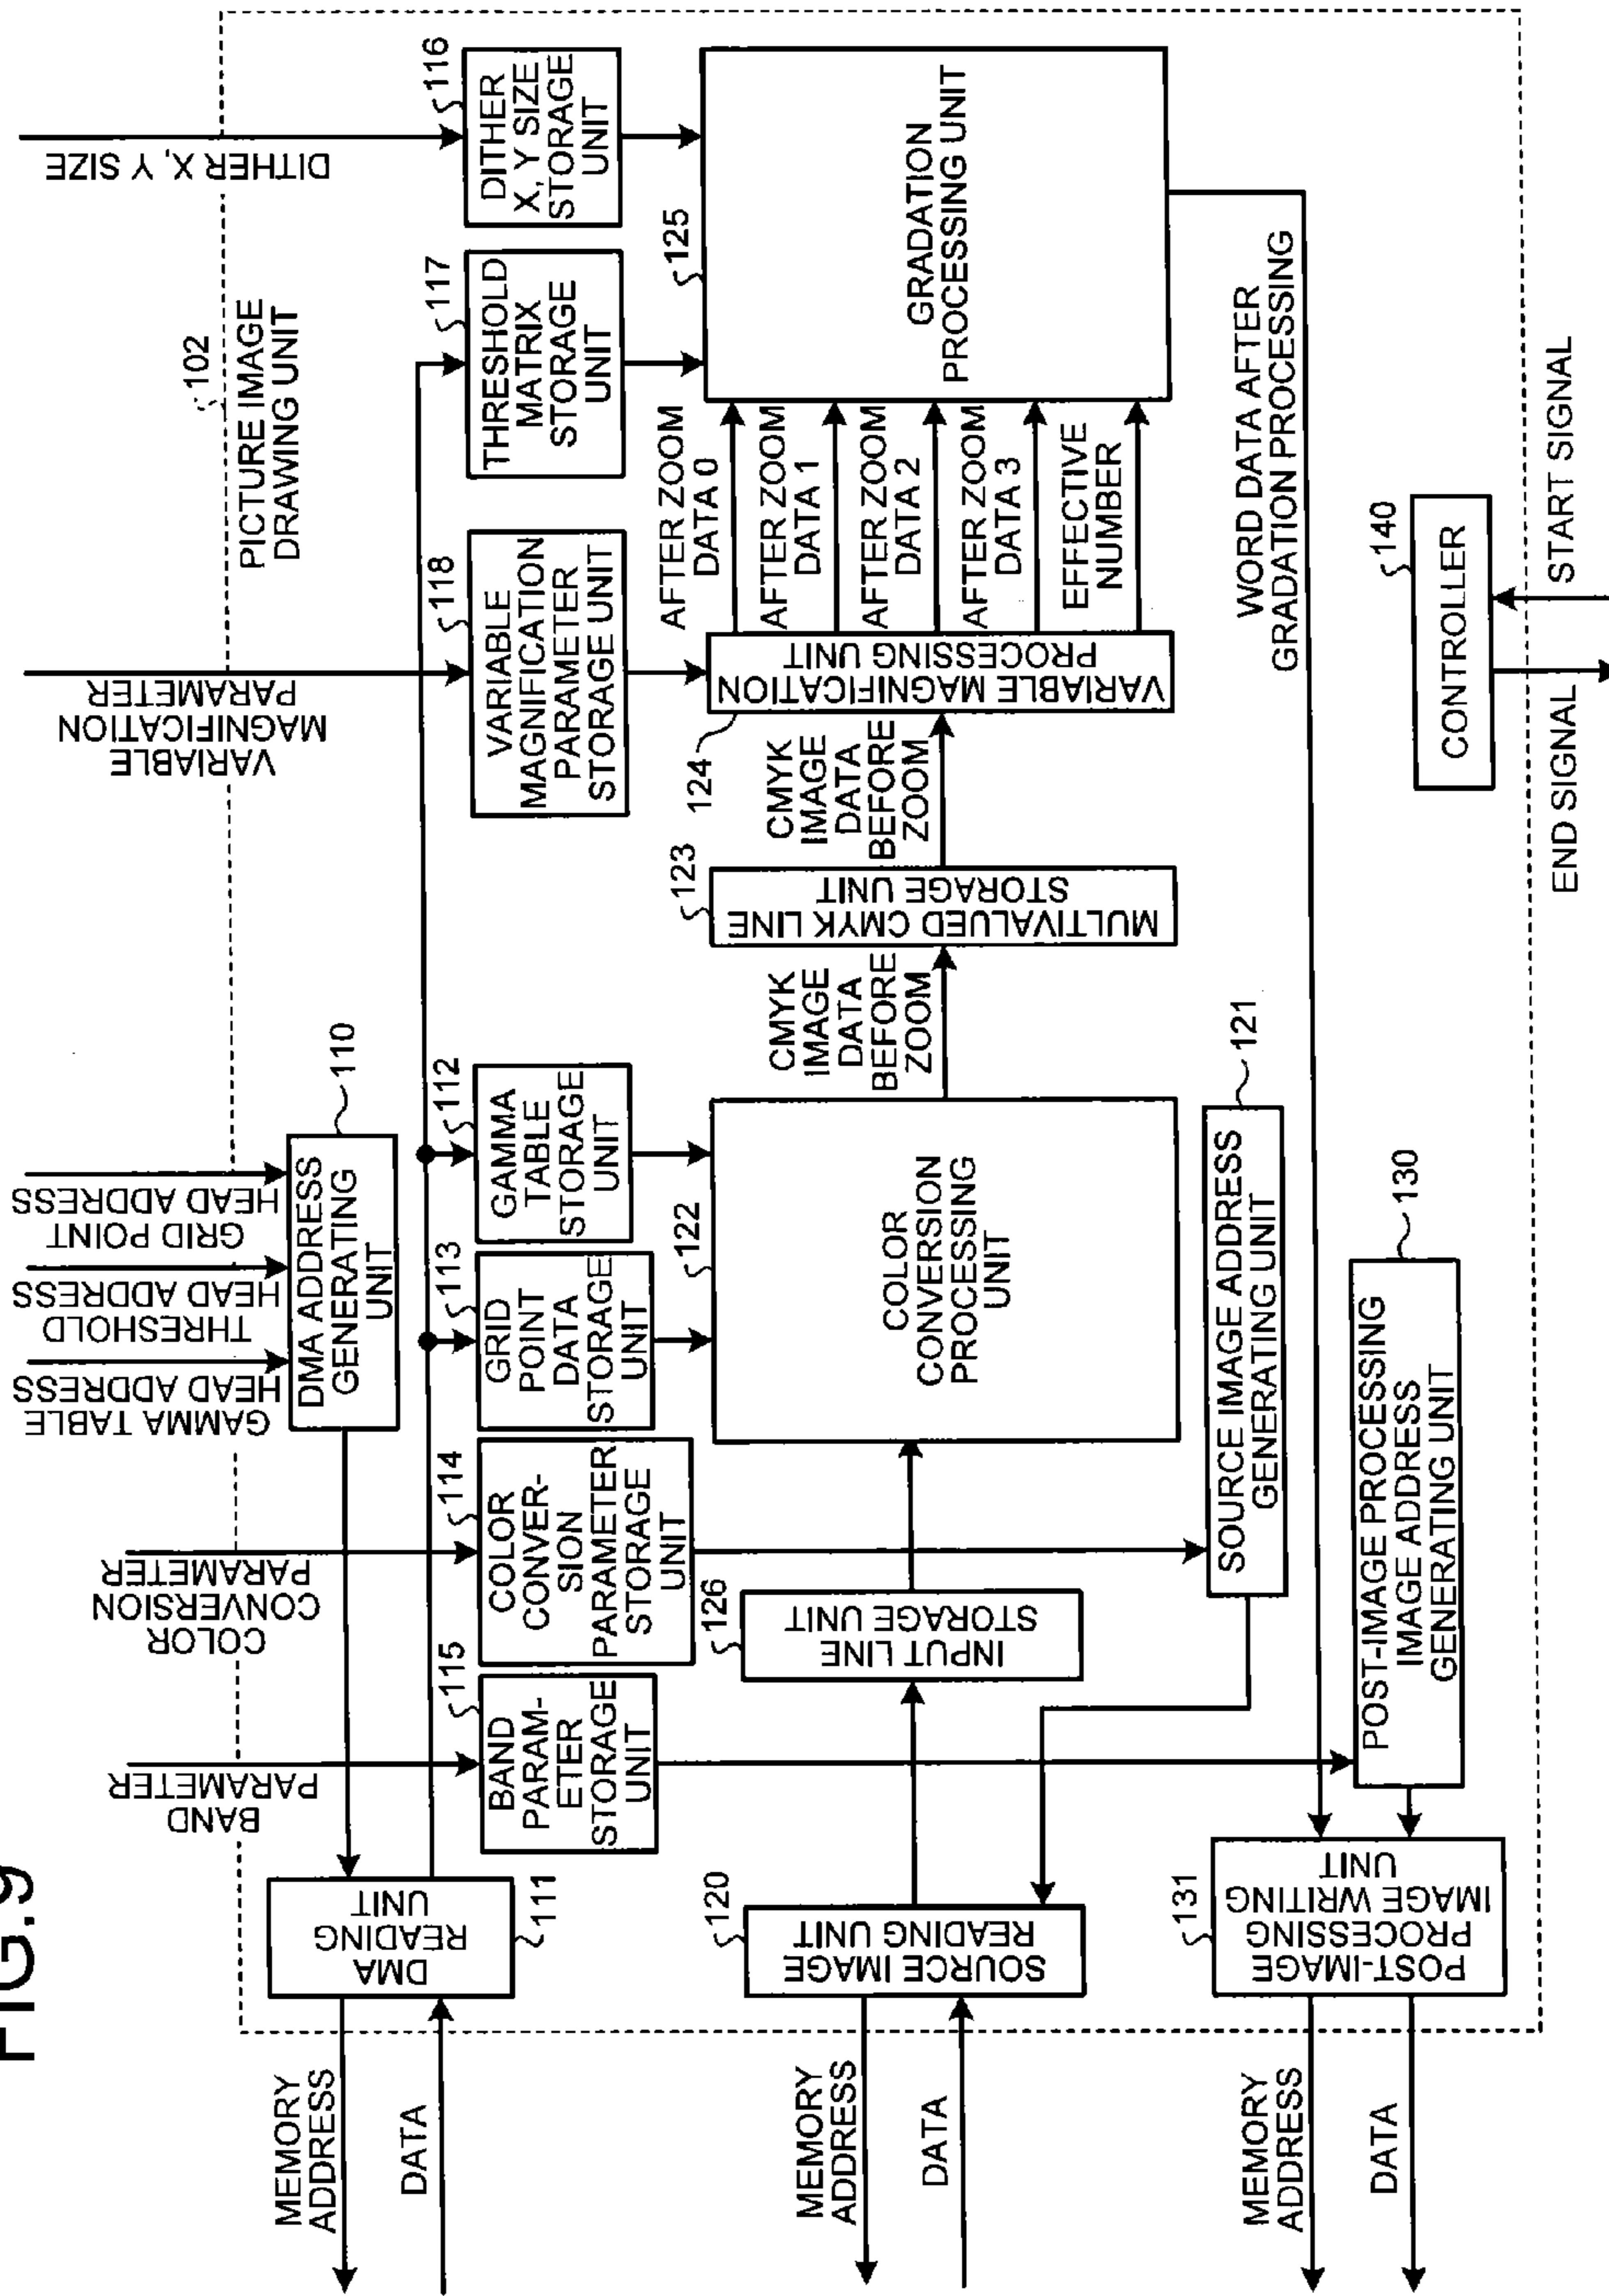 FIG.9
102
PICTURE IMAGE
DRAWING UNIT
BAND
PARAMETER
COLOR
CONVERSION
PARAMETER
GAMMA TABLE
HEAD ADDRESS
THRESHOLD
HEAD ADDRESS
GRID POINT
HEAD ADDRESS
VARIABLE
MAGNIFICATION
PARAMETER
DITHER X, Y SIZE
MEMORY
ADDRESS
DATA
DMA
READING
UNIT
111
DMA ADDRESS
GENERATING
UNIT
110
115
BAND
PARAM-
ETER
STORAGE
UNIT
114
COLOR
CONVER-
SION
PARAMETER
STORAGE
UNIT
113
GRID
POINT
DATA
STORAGE
UNIT
112
GAMMA
TABLE
STORAGE
UNIT
118
VARIABLE
MAGNIFICATION
PARAMETER
STORAGE UNIT
117
THRESHOLD
MATRIX
STORAGE
UNIT
116
DITHER
X, Y SIZE
STORAGE
UNIT
MEMORY
ADDRESS
DATA
120
SOURCE IMAGE
READING UNIT
126
INPUT LINE
STORAGE UNIT
122
COLOR
CONVERSION
PROCESSING
UNIT
CMYK
IMAGE
DATA
BEFORE
ZOOM
123
MULTIVALUED CMYK LINE
STORAGE UNIT
CMYK
IMAGE
DATA
BEFORE
ZOOM
124
VARIABLE MAGNIFICATION
PROCESSING UNIT
AFTER ZOOM
DATA 0
AFTER ZOOM
DATA 1
AFTER ZOOM
DATA 2
AFTER ZOOM
DATA 3
EFFECTIVE
NUMBER
125
GRADATION
PROCESSING UNIT
SOURCE IMAGE ADDRESS
GENERATING UNIT
121
WORD DATA AFTER
GRADATION PROCESSING
MEMORY
ADDRESS
DATA
131
POST-IMAGE
PROCESSING
IMAGE WRITING
UNIT
POST-IMAGE PROCESSING
IMAGE ADDRESS
GENERATING UNIT
130
140
CONTROLLER
END SIGNAL
START SIGNAL